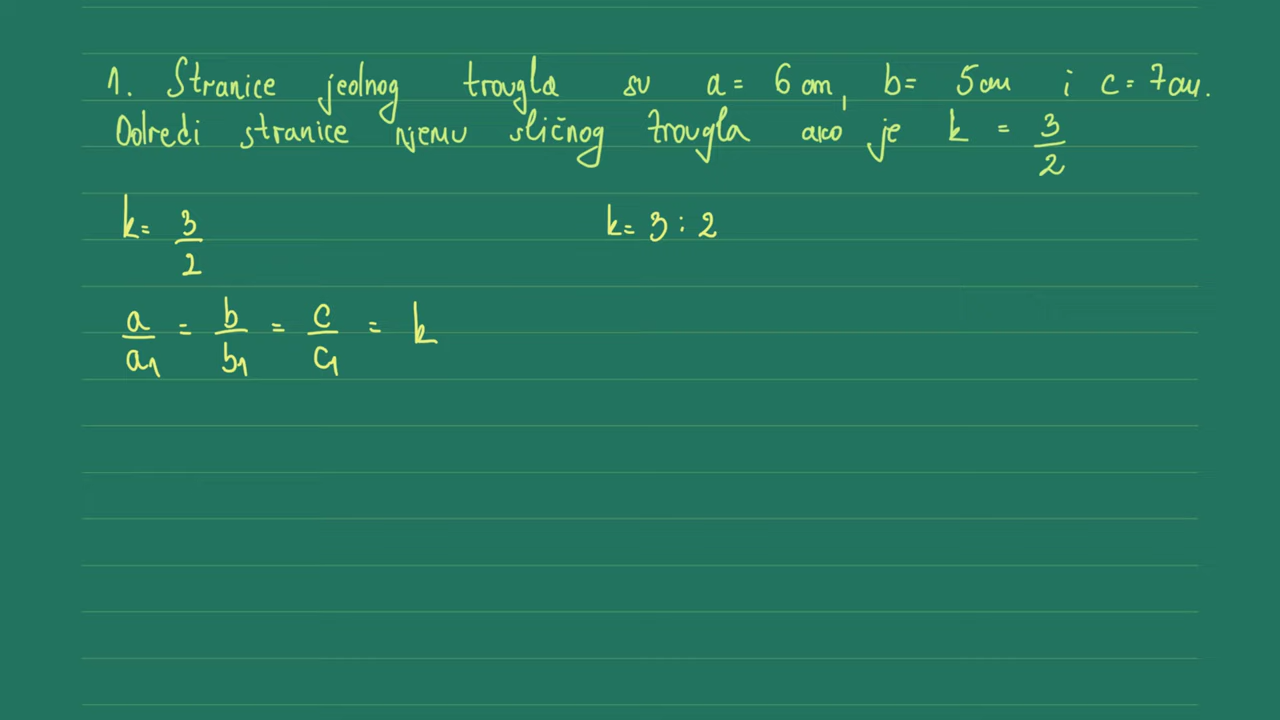 1. Stranice jednog trougla su a = 6 cm, b = 5 cm i c = 7 cm.
Odredi stranice njemu sličnog trougla ako je k = 3/2
k = 3/2 k = 3 : 2
a/a₁ = b/b₁ = c/c₁ = k